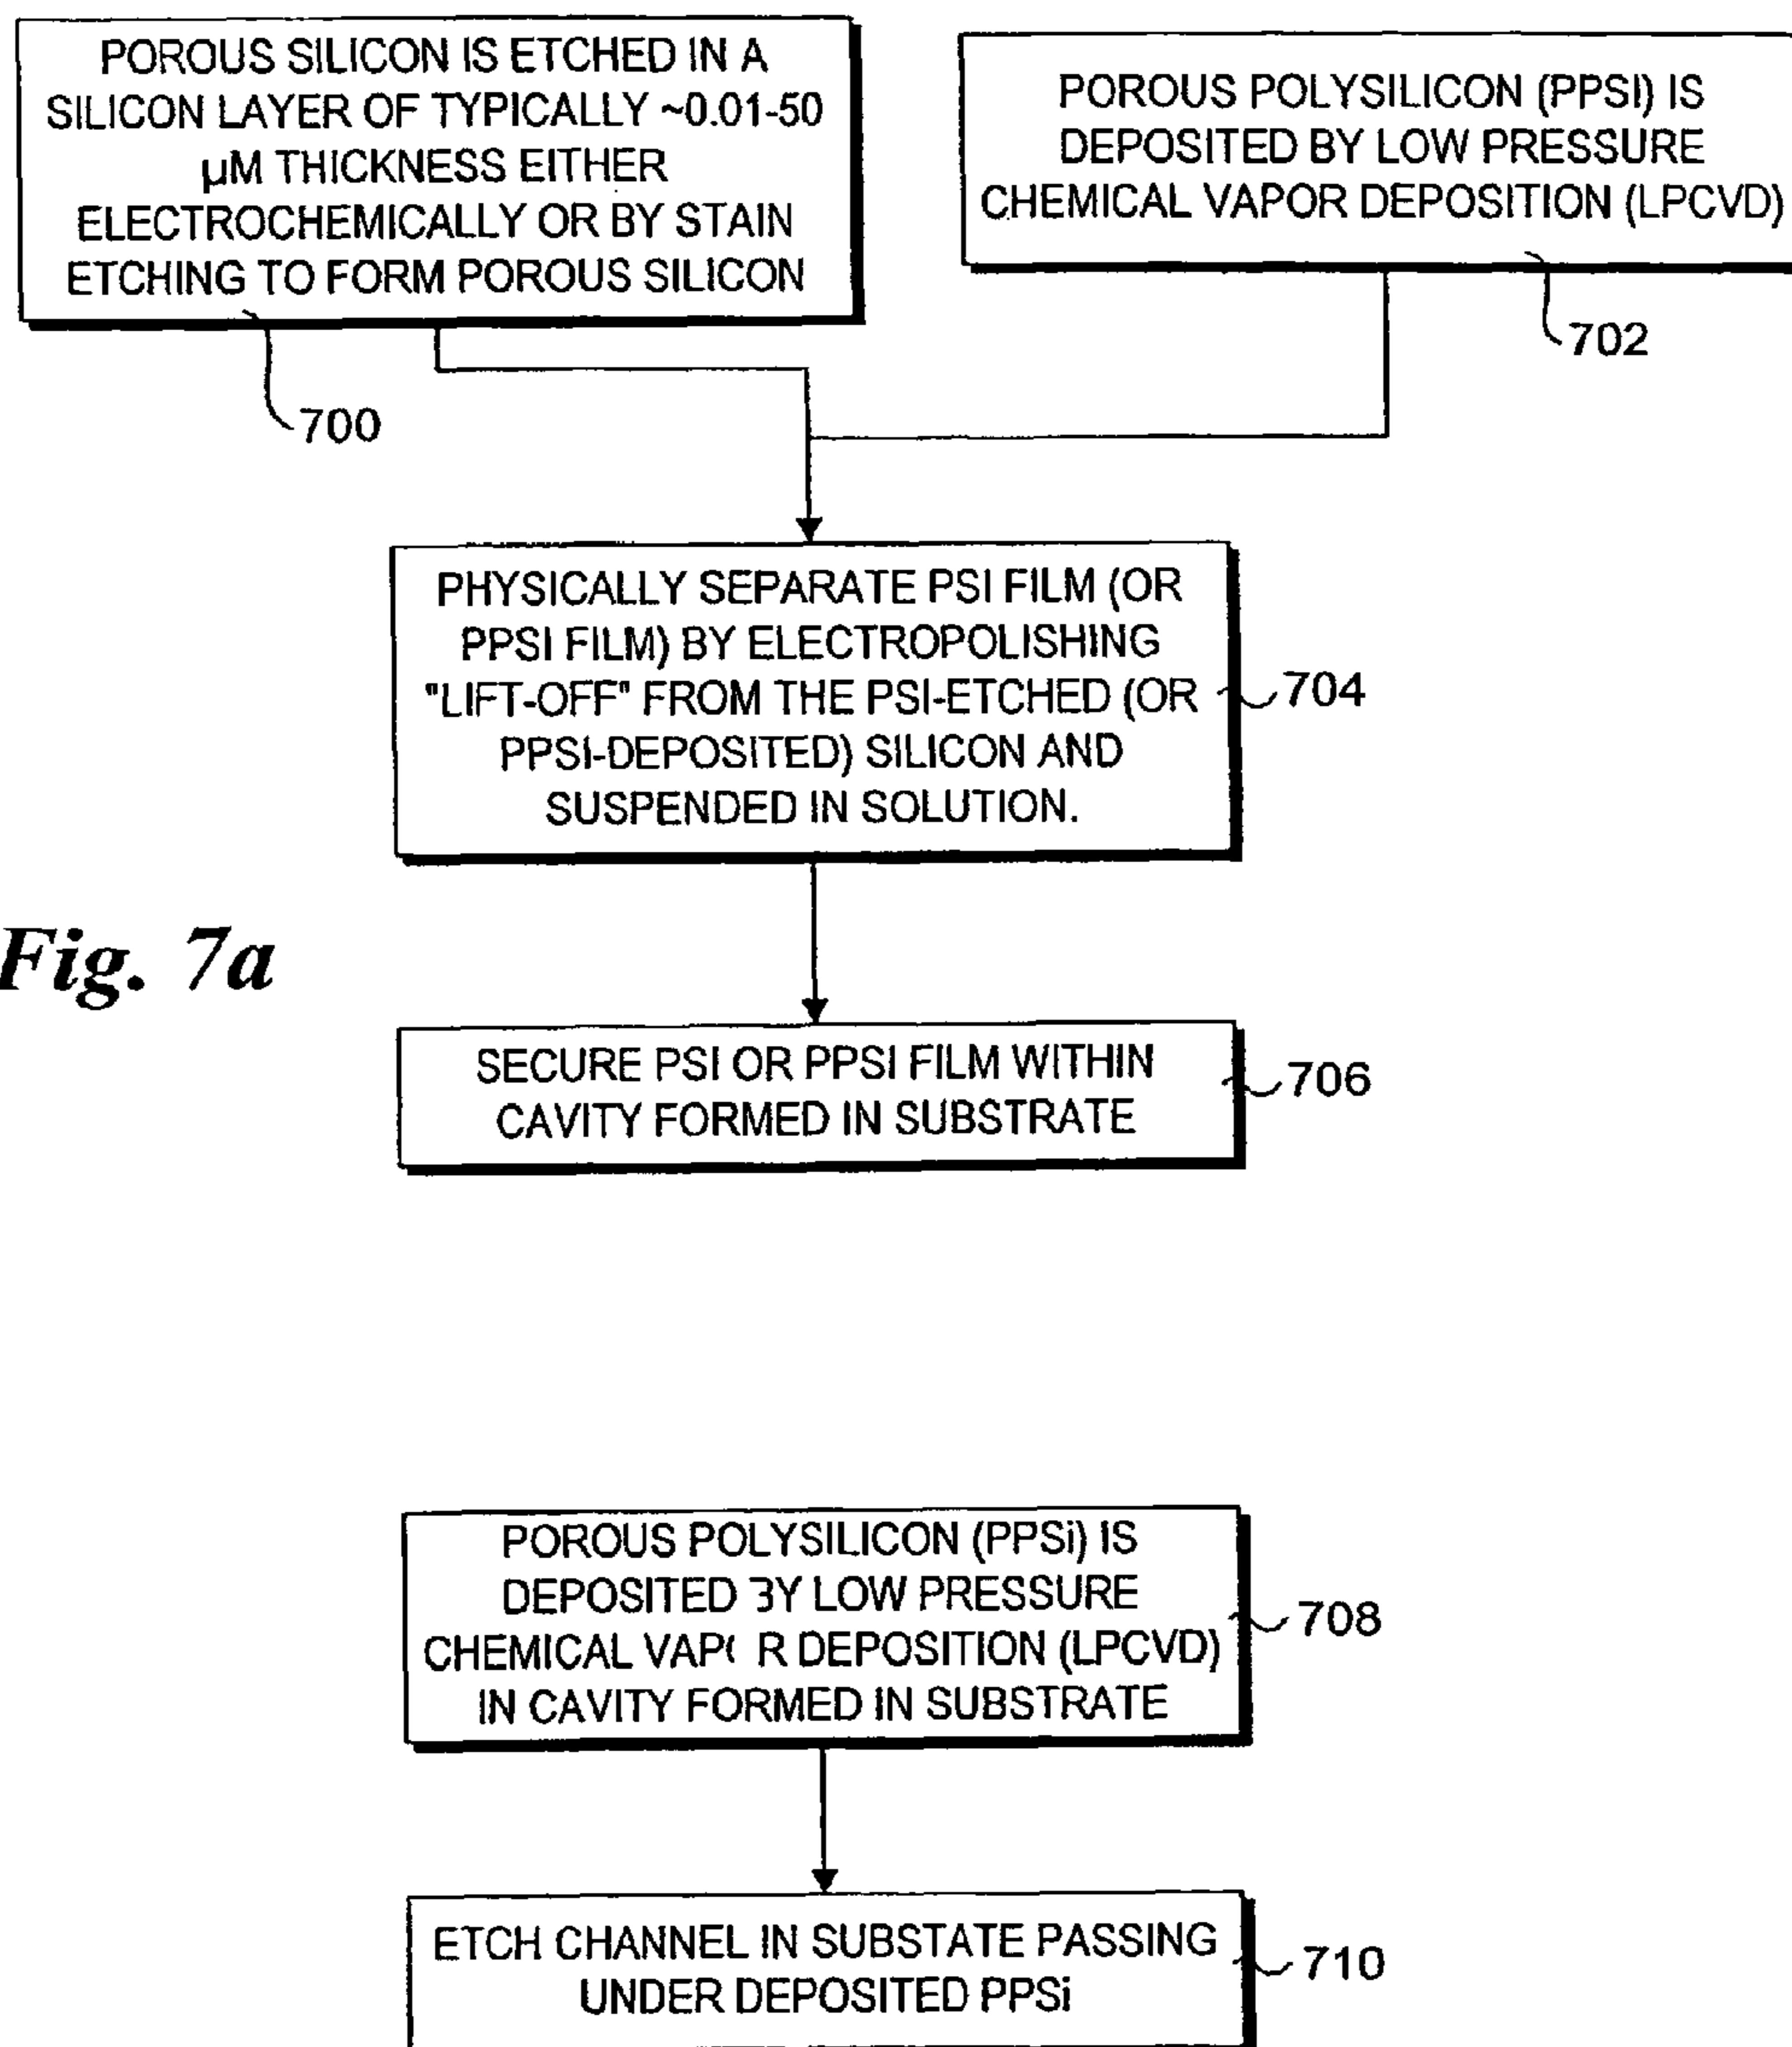 POROUS SILICON IS ETCHED IN A
SILICON LAYER OF TYPICALLY ~0.01-50
µM THICKNESS EITHER
ELECTROCHEMICALLY OR BY STAIN
ETCHING TO FORM POROUS SILICON
700
POROUS POLYSILICON (PPSI) IS
DEPOSITED BY LOW PRESSURE
CHEMICAL VAPOR DEPOSITION (LPCVD)
702
PHYSICALLY SEPARATE PSI FILM (OR
PPSI FILM) BY ELECTROPOLISHING
"LIFT-OFF" FROM THE PSI-ETCHED (OR
PPSI-DEPOSITED) SILICON AND
SUSPENDED IN SOLUTION.
704
Fig. 7a
SECURE PSI OR PPSI FILM WITHIN
CAVITY FORMED IN SUBSTRATE
706
POROUS POLYSILICON (PPSi) IS
DEPOSITED BY LOW PRESSURE
CHEMICAL VAPOR DEPOSITION (LPCVD)
IN CAVITY FORMED IN SUBSTRATE
708
ETCH CHANNEL IN SUBSTATE PASSING
UNDER DEPOSITED PPSi
710